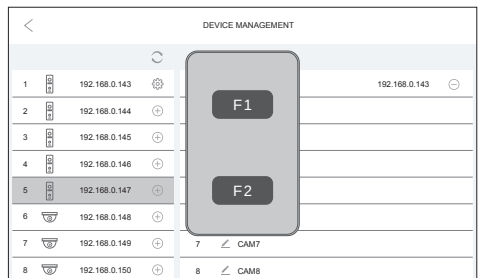 DEVICE MANAGEMENT
1 192.168.0.143 192.168.0.143
2 192.168.0.144
F1
3 192.168.0.145
4 192.168.0.146
5 192.168.0.147
F2
6 192.168.0.148
7 192.168.0.149 7 CAM7
8 192.168.0.150 8 CAM8